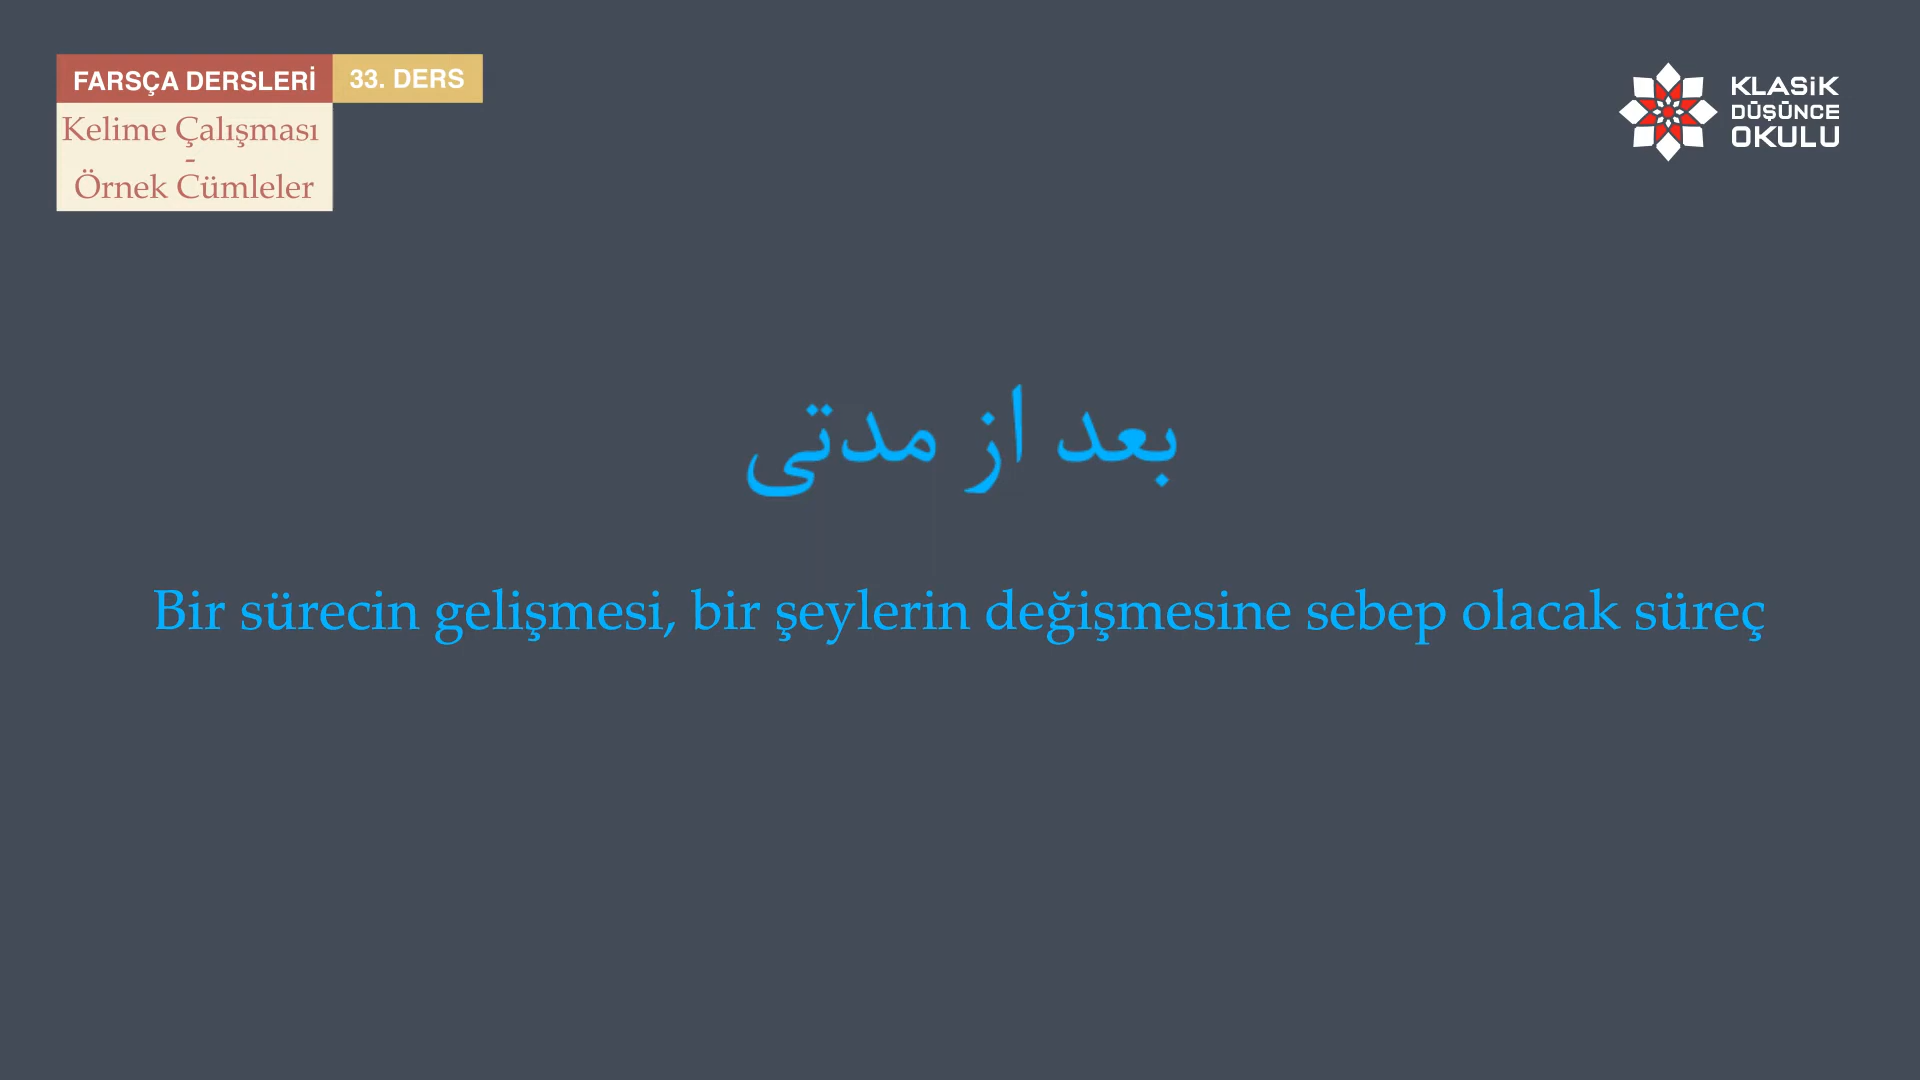 FARSÇA DERSLERİ
33. DERS
Kelime Çalışması
-
Örnek Cümleler
KLASiK
DÜŞÜNCE
OKULU
بعد از مدتی
Bir sürecin gelişmesi, bir şeylerin değişmesine sebep olacak süreç